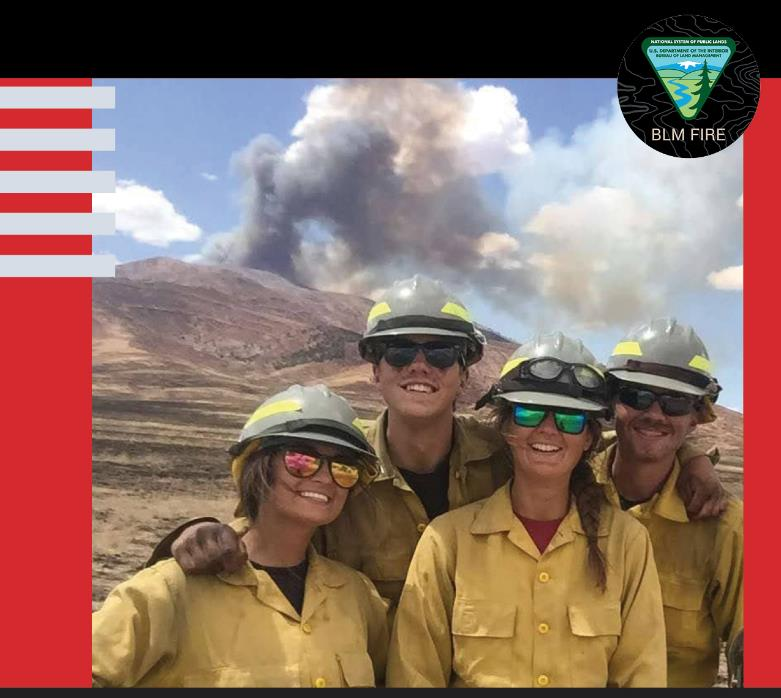 NATIONAL SYSTEM OF PUBLIC LANDS
U.S. DEPARTMENT OF THE INTERIOR
BUREAU OF LAND MANAGEMENT
BLM FIRE